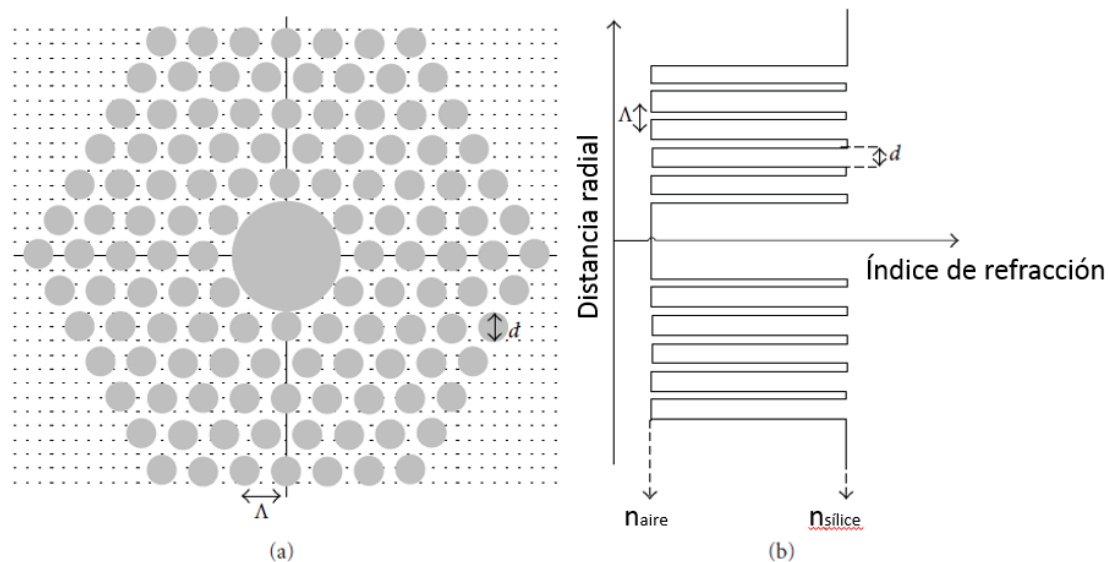 d
Λ
(a)
Distancia radial
Λ
d
Índice de refracción
naire
nsílice
(b)